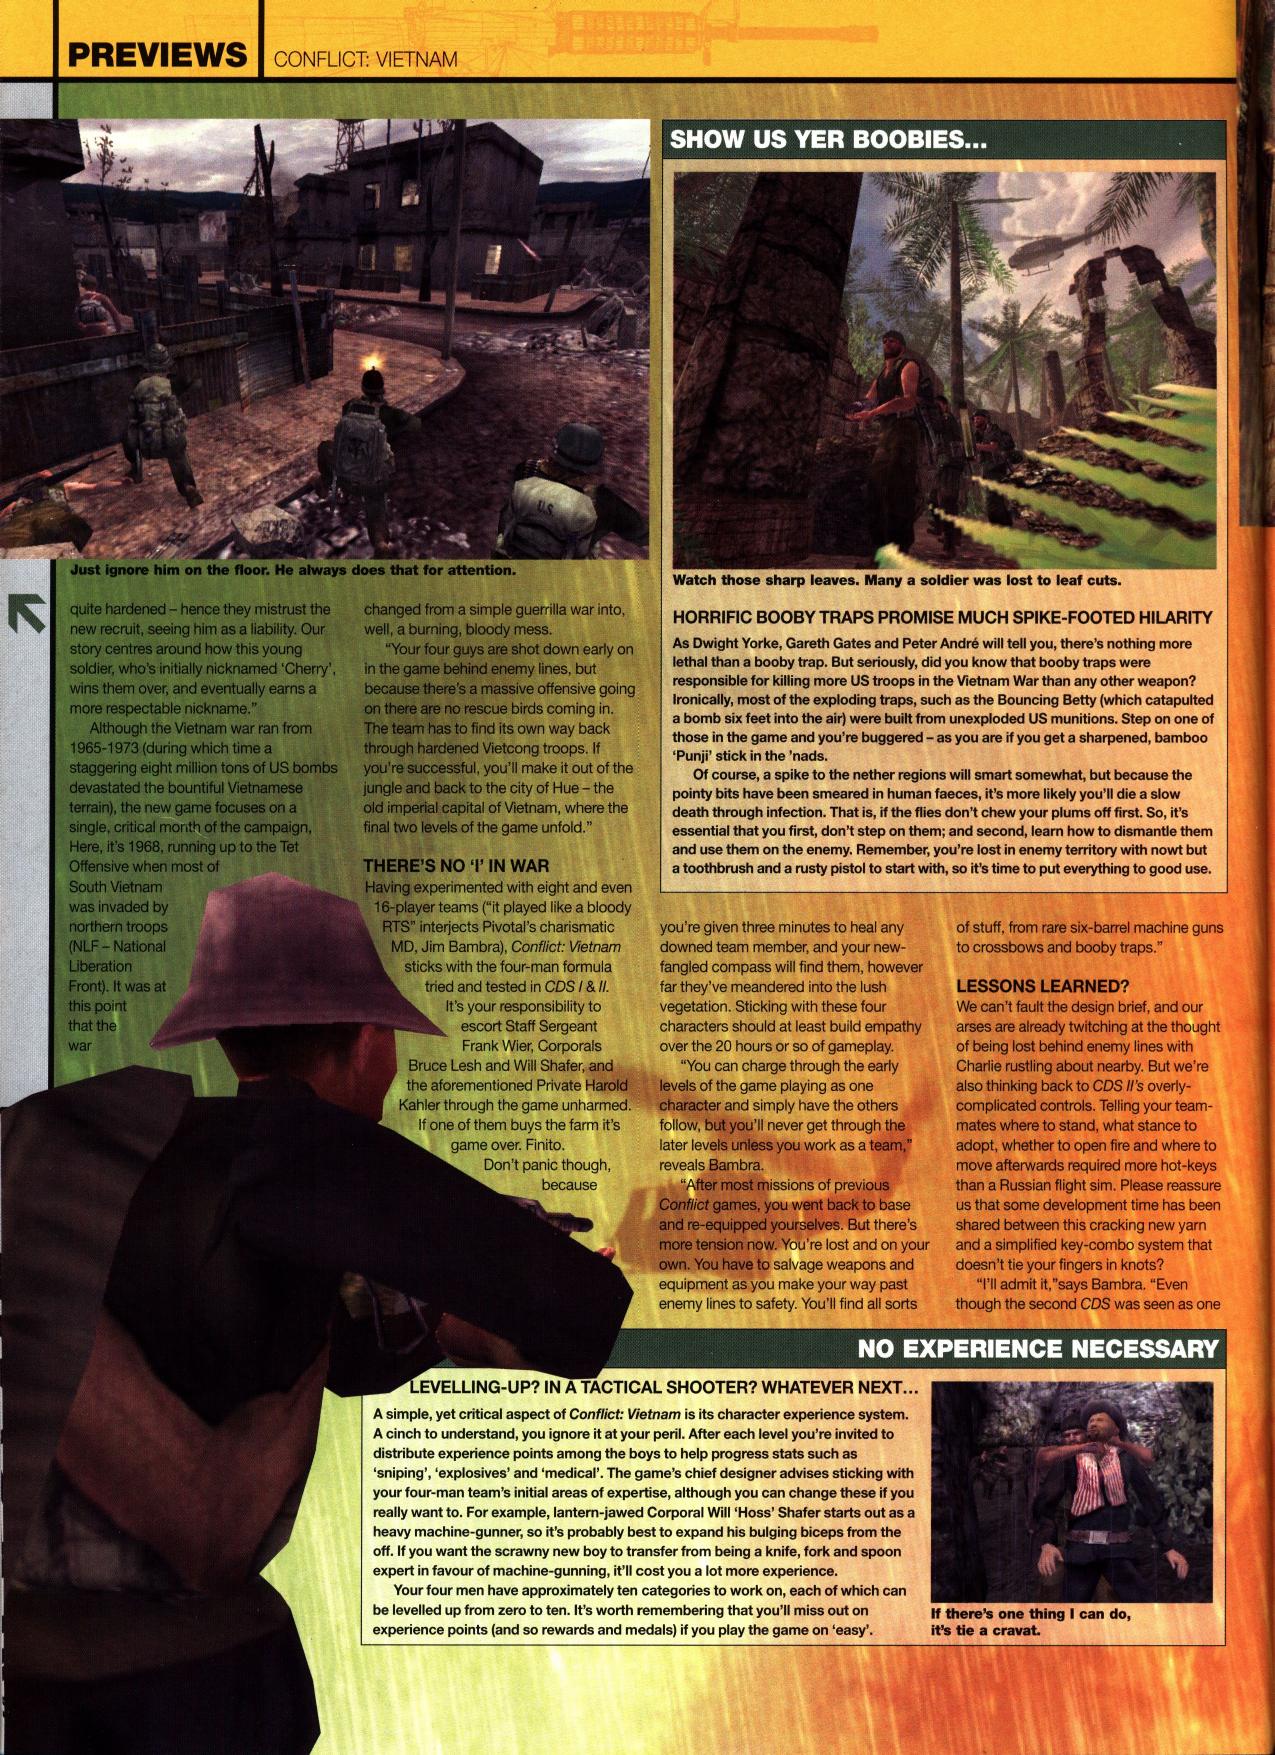 PREVIEWS
CONFLICT: VIETNAM
Just ignore him on the floor. He always does that for attention.
quite hardened – hence they mistrust the
new recruit, seeing him as a liability. Our
story centres around how this young
soldier, who's initially nicknamed 'Cherry',
wins them over, and eventually earns a
more respectable nickname."
Although the Vietnam war ran from
1965-1973 (during which time a
staggering eight million tons of US bombs
devastated the bountiful Vietnamese
terrain), the new game focuses on a
single, critical month of the campaign,
Here, it's 1968, running up to the Tet
Offensive when most of
South Vietnam
was invaded by
northern troops
(NLF – National
Liberation
Front). It was at
this point
that the
war
changed from a simple guerrilla war into,
well, a burning, bloody mess.
"Your four guys are shot down early on
in the game behind enemy lines, but
because there's a massive offensive going
on there are no rescue birds coming in.
The team has to find its own way back
through hardened Vietcong troops. If
you're successful, you'll make it out of the
jungle and back to the city of Hue – the
old imperial capital of Vietnam, where the
final two levels of the game unfold."
THERE'S NO 'I' IN WAR
Having experimented with eight and even
16-player teams ("it played like a bloody
RTS" interjects Pivotal's charismatic
MD, Jim Bambra), Conflict: Vietnam
sticks with the four-man formula
tried and tested in CDS I & II.
It's your responsibility to
escort Staff Sergeant
Frank Wier, Corporals
Bruce Lesh and Will Shafer, and
the aforementioned Private Harold
Kahler through the game unharmed.
If one of them buys the farm it's
game over. Finito.
Don't panic though,
because
SHOW US YER BOOBIES...
Watch those sharp leaves. Many a soldier was lost to leaf cuts.
HORRIFIC BOOBY TRAPS PROMISE MUCH SPIKE-FOOTED HILARITY
As Dwight Yorke, Gareth Gates and Peter André will tell you, there's nothing more
lethal than a booby trap. But seriously, did you know that booby traps were
responsible for killing more US troops in the Vietnam War than any other weapon?
Ironically, most of the exploding traps, such as the Bouncing Betty (which catapulted
a bomb six feet into the air) were built from unexploded US munitions. Step on one of
those in the game and you're buggered – as you are if you get a sharpened, bamboo
'Punji' stick in the 'nads.
Of course, a spike to the nether regions will smart somewhat, but because the
pointy bits have been smeared in human faeces, it's more likely you'll die a slow
death through infection. That is, if the flies don't chew your plums off first. So, it's
essential that you first, don't step on them; and second, learn how to dismantle them
and use them on the enemy. Remember, you're lost in enemy territory with nowt but
a toothbrush and a rusty pistol to start with, so it's time to put everything to good use.
you're given three minutes to heal any
downed team member, and your new-
fangled compass will find them, however
far they've meandered into the lush
vegetation. Sticking with these four
characters should at least build empathy
over the 20 hours or so of gameplay.
"You can charge through the early
levels of the game playing as one
character and simply have the others
follow, but you'll never get through the
later levels unless you work as a team,"
reveals Bambra.
"After most missions of previous
Conflict games, you went back to base
and re-equipped yourselves. But there's
more tension now. You're lost and on your
own. You have to salvage weapons and
equipment as you make your way past
enemy lines to safety. You'll find all sorts
of stuff, from rare six-barrel machine guns
to crossbows and booby traps."
LESSONS LEARNED?
We can't fault the design brief, and our
arses are already twitching at the thought
of being lost behind enemy lines with
Charlie rustling about nearby. But we're
also thinking back to CDS II's overly-
complicated controls. Telling your team-
mates where to stand, what stance to
adopt, whether to open fire and where to
move afterwards required more hot-keys
than a Russian flight sim. Please reassure
us that some development time has been
shared between this cracking new yarn
and a simplified key-combo system that
doesn't tie your fingers in knots?
"I'll admit it,"says Bambra. "Even
though the second CDS was seen as one
NO EXPERIENCE NECESSARY
LEVELLING-UP? IN A TACTICAL SHOOTER? WHATEVER NEXT...
A simple, yet critical aspect of Conflict: Vietnam is its character experience system.
A cinch to understand, you ignore it at your peril. After each level you're invited to
distribute experience points among the boys to help progress stats such as
'sniping', 'explosives' and 'medical'. The game's chief designer advises sticking with
your four-man team's initial areas of expertise, although you can change these if you
really want to. For example, lantern-jawed Corporal Will 'Hoss' Shafer starts out as a
heavy machine-gunner, so it's probably best to expand his bulging biceps from the
off. If you want the scrawny new boy to transfer from being a knife, fork and spoon
expert in favour of machine-gunning, it'll cost you a lot more experience.
Your four men have approximately ten categories to work on, each of which can
be levelled up from zero to ten. It's worth remembering that you'll miss out on
experience points (and so rewards and medals) if you play the game on 'easy'.
If there's one thing I can do,
it's tie a cravat.
U.S.